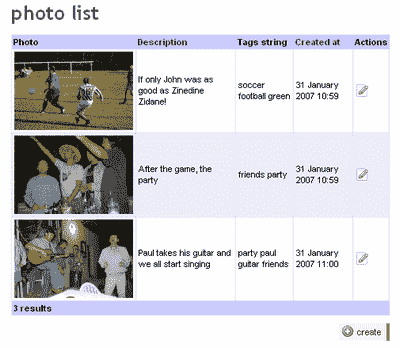 photo list
Photo Description Tags string Created at Actions
If only John was as
good as Zinedine
Zidane!
soccer
football green
31 January
2007 10:59
After the game, the
party
friends party
31 January
2007 10:59
Paul takes his guitar and
we all start singing
party paul
guitar friends
31 January
2007 11:00
3 results
create